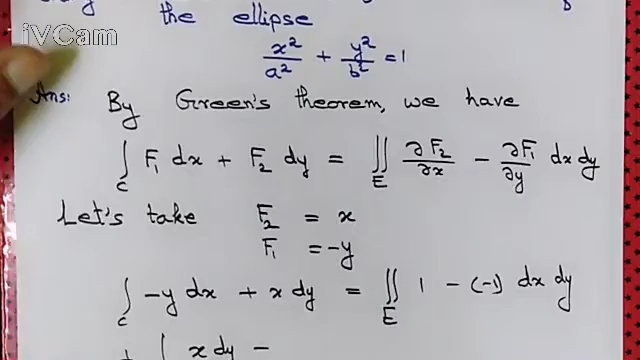 iVCam
the ellipse
x²/a² + y²/b² = 1
Ans: By Green's theorem, we have
∫_C F₁ dx + F₂ dy = ∬_E ∂F₂/∂x - ∂F₁/∂y dx dy
Let's take F₂ = x
F₁ = -y
∫_C -y dx + x dy = ∬_E 1 - (-1) dx dy
x dy -